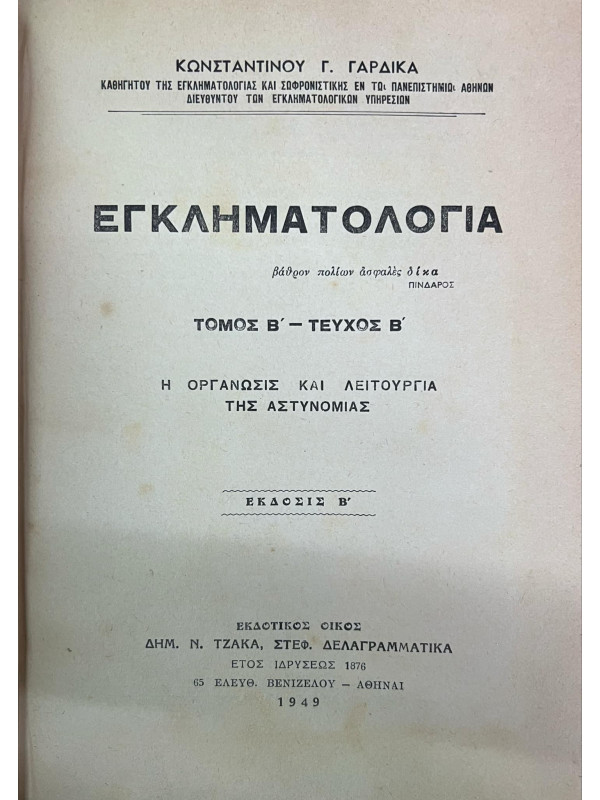 ΚΩΝΣΤΑΝΤΙΝΟΥ Γ. ΓΑΡΔΙΚΑ
ΚΑΘΗΓΗΤΟΥ ΤΗΣ ΕΓΚΛΗΜΑΤΟΛΟΓΙΑΣ ΚΑΙ ΣΩΦΡΟΝΙΣΤΙΚΗΣ ΕΝ ΤΩι ΠΑΝΕΠΙΣΤΗΜΙΩι ΑΘΗΝΩΝ
ΔΙΕΥΘΥΝΤΟΥ ΤΩΝ ΕΓΚΛΗΜΑΤΟΛΟΓΙΚΩΝ ΥΠΗΡΕΣΙΩΝ
ΕΓΚΛΗΜΑΤΟΛΟΓΙΑ
βάθρον πολίων ἀσφαλὲς δίκα
ΠΙΝΔΑΡΟΣ
ΤΟΜΟΣ Β΄ – ΤΕΥΧΟΣ Β΄
Η ΟΡΓΑΝΩΣΙΣ ΚΑΙ ΛΕΙΤΟΥΡΓΙΑ
ΤΗΣ ΑΣΤΥΝΟΜΙΑΣ
ΕΚΔΟΣΙΣ Β΄
ΕΚΔΟΤΙΚΟΣ ΟΙΚΟΣ
ΔΗΜ. Ν. ΤΖΑΚΑ, ΣΤΕΦ. ΔΕΛΑΓΡΑΜΜΑΤΙΚΑ
ΕΤΟΣ ΙΔΡΥΣΕΩΣ 1876
65 ΕΛΕΥΘ. ΒΕΝΙΖΕΛΟΥ – ΑΘΗΝΑΙ
1949